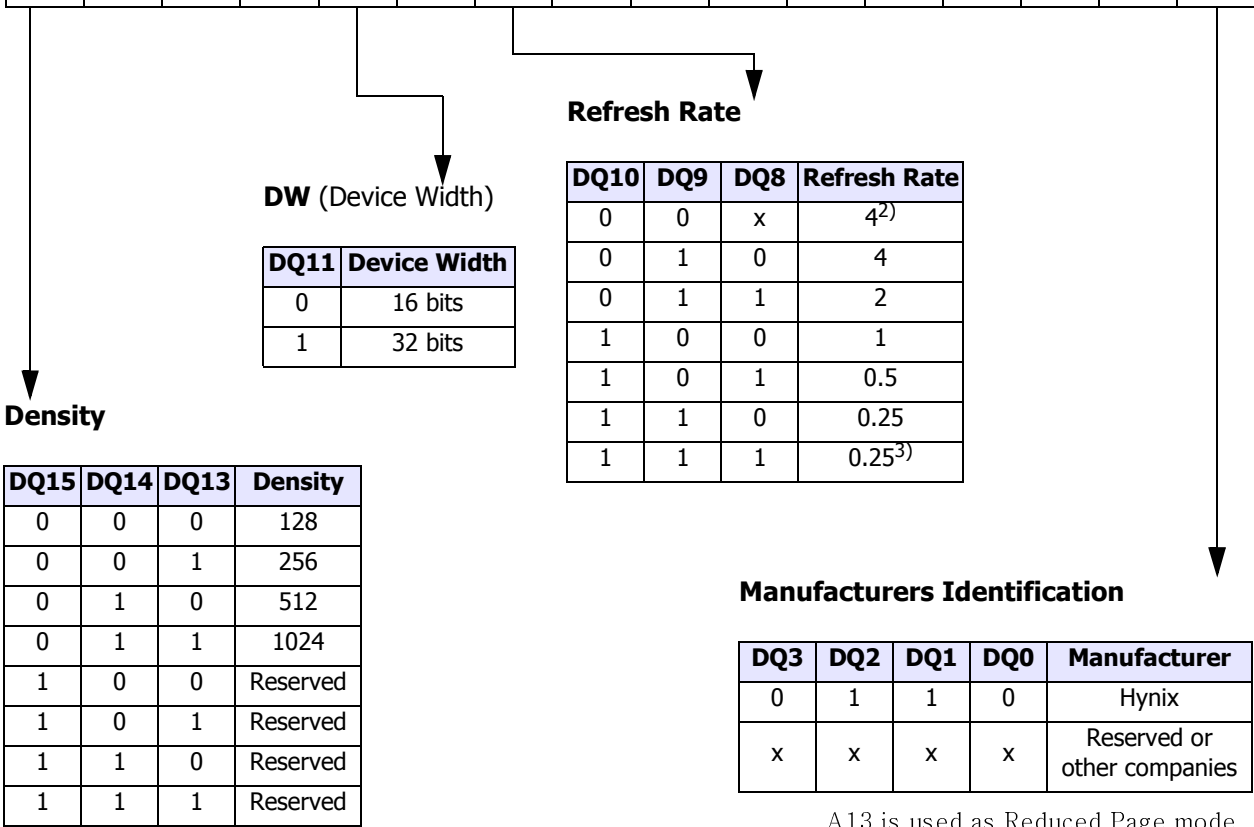 Refresh Rate
DQ10 DQ9 DQ8 Refresh Rate
0 0 x 42)
0 1 0 4
0 1 1 2
1 0 0 1
1 0 1 0.5
1 1 0 0.25
1 1 1 0.253)
DW (Device Width)
DQ11 Device Width
0 16 bits
1 32 bits
Density
DQ15 DQ14 DQ13 Density
0 0 0 128
0 0 1 256
0 1 0 512
0 1 1 1024
1 0 0 Reserved
1 0 1 Reserved
1 1 0 Reserved
1 1 1 Reserved
Manufacturers Identification
DQ3 DQ2 DQ1 DQ0 Manufacturer
0 1 1 0 Hynix
x x x x Reserved or
other companies
A13 is used as Reduced Page mode